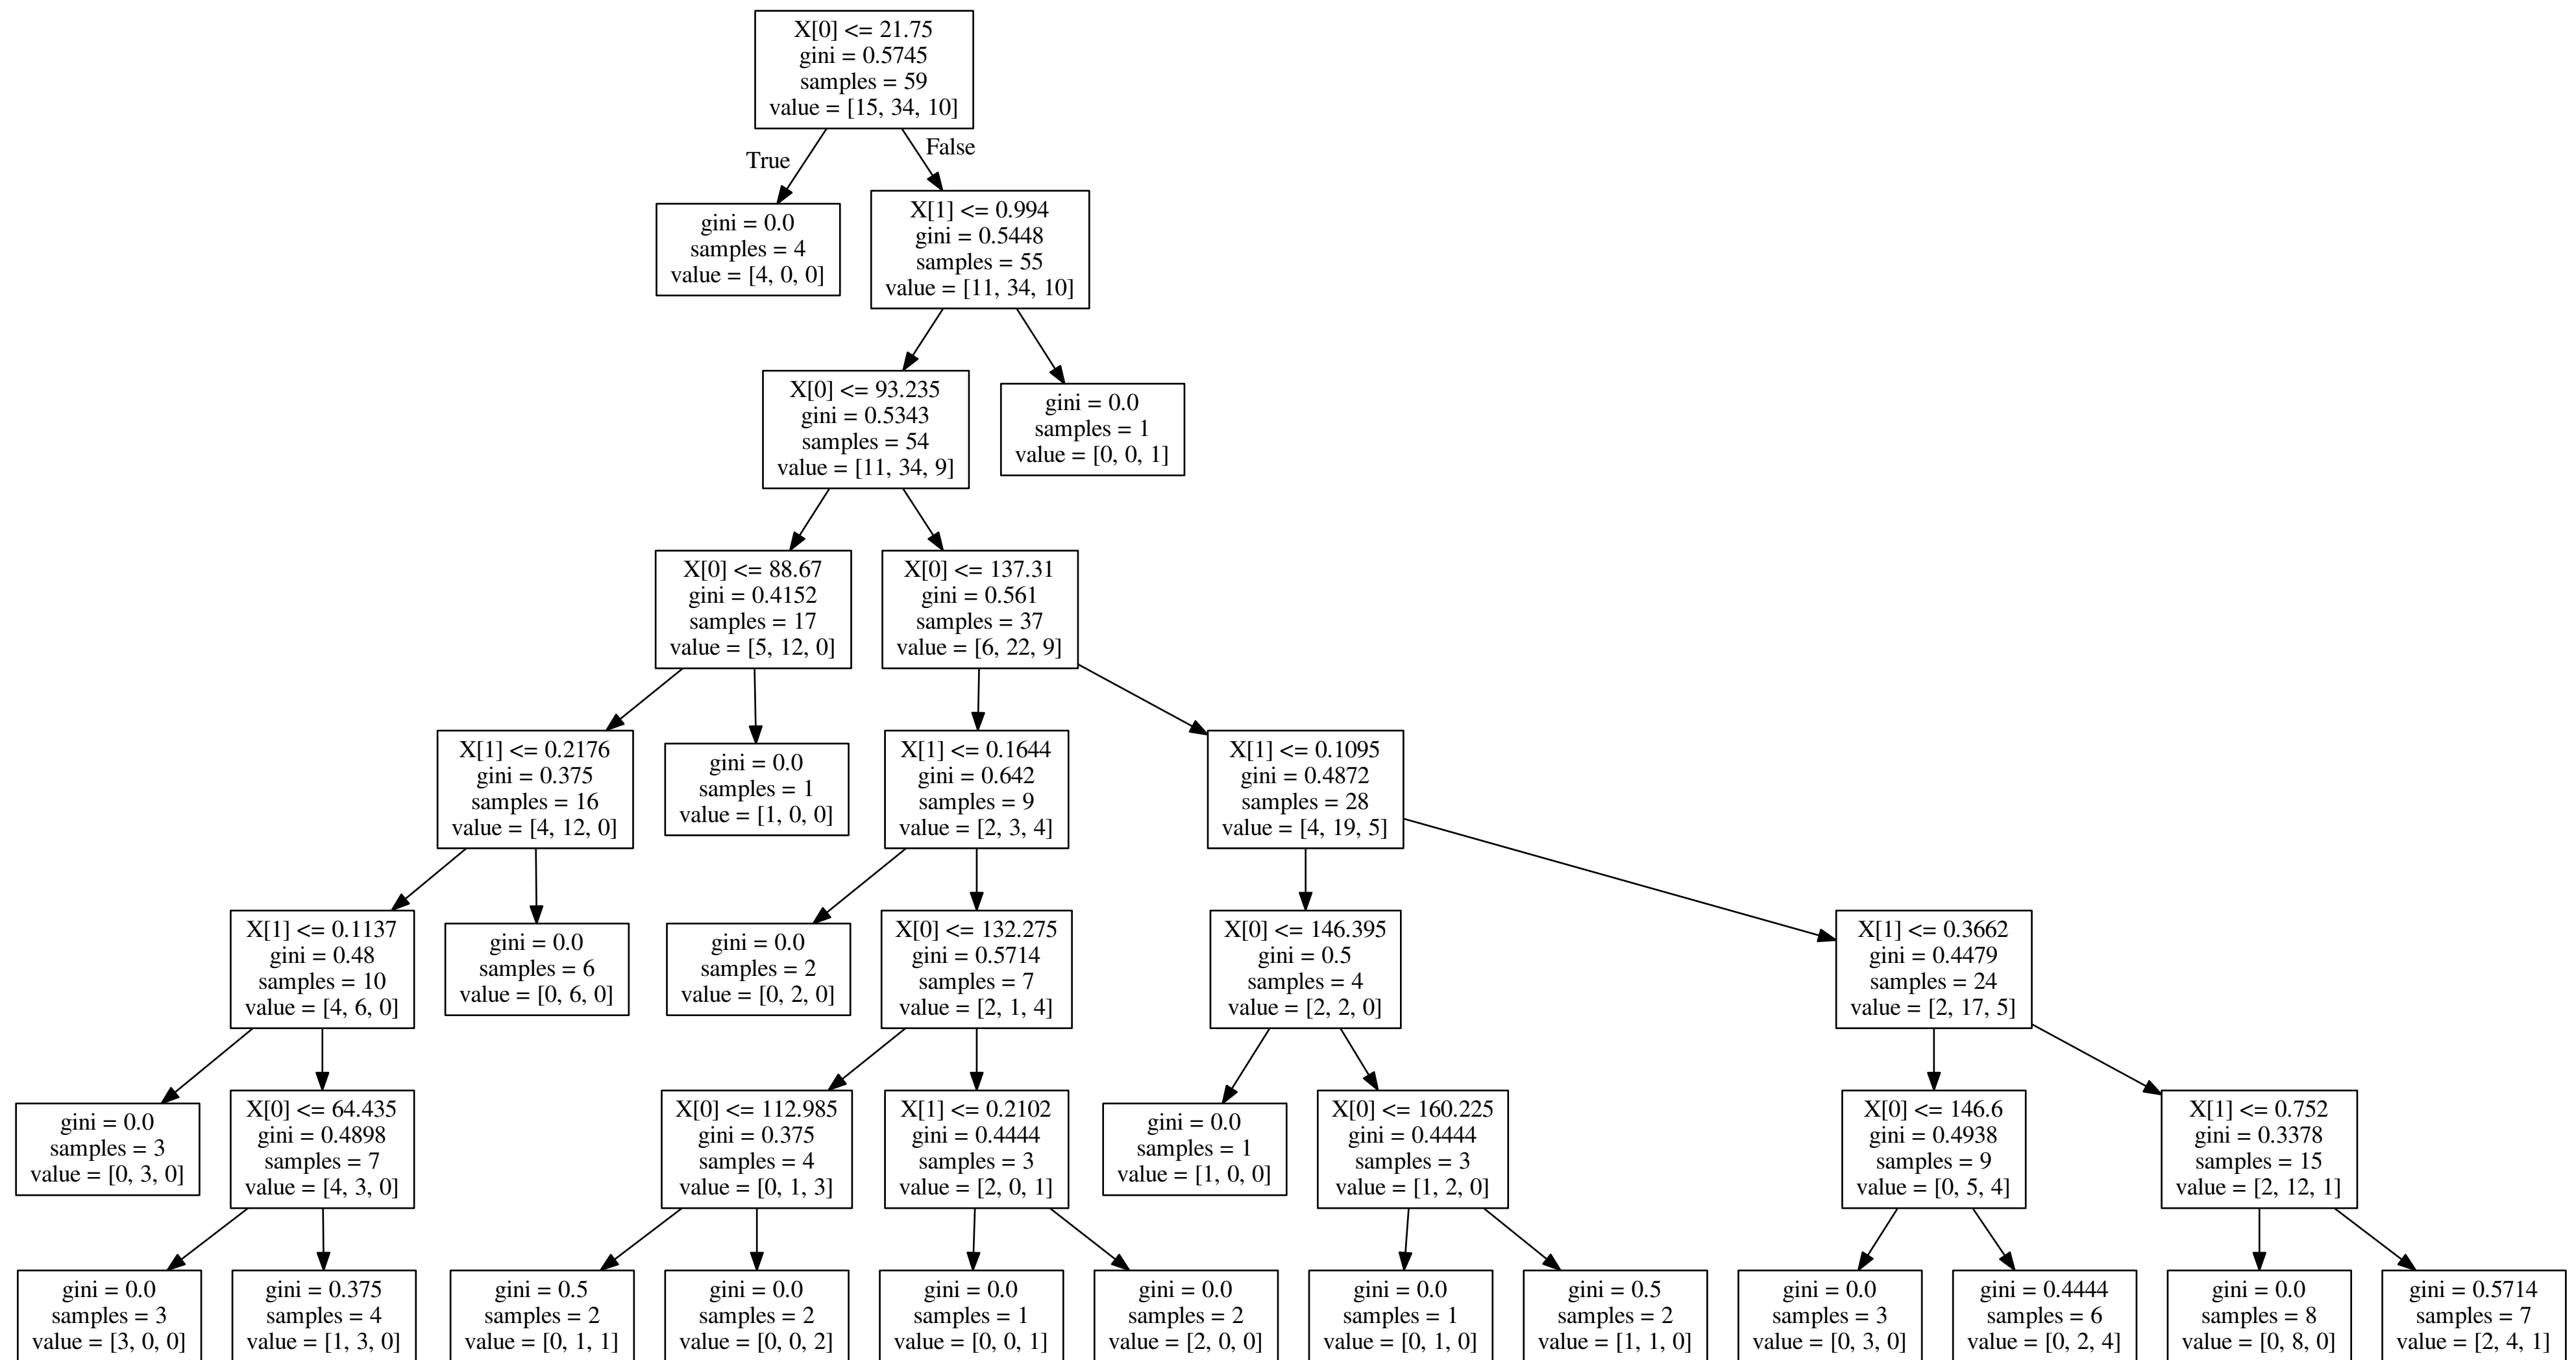 X[0] <= 21.75
gini = 0.5745
samples = 59
value = [15, 34, 10]
True
False
gini = 0.0
samples = 4
value = [4, 0, 0]
X[1] <= 0.994
gini = 0.5448
samples = 55
value = [11, 34, 10]
X[0] <= 93.235
gini = 0.5343
samples = 54
value = [11, 34, 9]
gini = 0.0
samples = 1
value = [0, 0, 1]
X[0] <= 88.67
gini = 0.4152
samples = 17
value = [5, 12, 0]
X[0] <= 137.31
gini = 0.561
samples = 37
value = [6, 22, 9]
X[1] <= 0.2176
gini = 0.375
samples = 16
value = [4, 12, 0]
gini = 0.0
samples = 1
value = [1, 0, 0]
X[1] <= 0.1644
gini = 0.642
samples = 9
value = [2, 3, 4]
X[1] <= 0.1095
gini = 0.4872
samples = 28
value = [4, 19, 5]
X[1] <= 0.1137
gini = 0.48
samples = 10
value = [4, 6, 0]
gini = 0.0
samples = 6
value = [0, 6, 0]
gini = 0.0
samples = 2
value = [0, 2, 0]
X[0] <= 132.275
gini = 0.5714
samples = 7
value = [2, 1, 4]
X[0] <= 146.395
gini = 0.5
samples = 4
value = [2, 2, 0]
X[1] <= 0.3662
gini = 0.4479
samples = 24
value = [2, 17, 5]
gini = 0.0
samples = 3
value = [0, 3, 0]
X[0] <= 64.435
gini = 0.4898
samples = 7
value = [4, 3, 0]
X[0] <= 112.985
gini = 0.375
samples = 4
value = [0, 1, 3]
X[1] <= 0.2102
gini = 0.4444
samples = 3
value = [2, 0, 1]
gini = 0.0
samples = 1
value = [1, 0, 0]
X[0] <= 160.225
gini = 0.4444
samples = 3
value = [1, 2, 0]
X[0] <= 146.6
gini = 0.4938
samples = 9
value = [0, 5, 4]
X[1] <= 0.752
gini = 0.3378
samples = 15
value = [2, 12, 1]
gini = 0.0
samples = 3
value = [3, 0, 0]
gini = 0.375
samples = 4
value = [1, 3, 0]
gini = 0.5
samples = 2
value = [0, 1, 1]
gini = 0.0
samples = 2
value = [0, 0, 2]
gini = 0.0
samples = 1
value = [0, 0, 1]
gini = 0.0
samples = 2
value = [2, 0, 0]
gini = 0.0
samples = 1
value = [0, 1, 0]
gini = 0.5
samples = 2
value = [1, 1, 0]
gini = 0.0
samples = 3
value = [0, 3, 0]
gini = 0.4444
samples = 6
value = [0, 2, 4]
gini = 0.0
samples = 8
value = [0, 8, 0]
gini = 0.5714
samples = 7
value = [2, 4, 1]